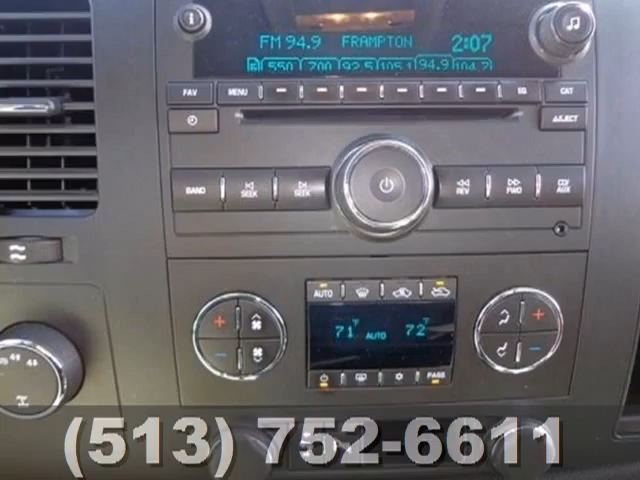 FM 94.9 FRAMPTON 2:07
550 700 92.5 105.1 94.9 104.7
FAV MENU EQ CAT
EJECT
BAND SEEK SEEK REV FWD CD/AUX
AUTO
71° AUTO 72°
PASS
(513) 752-6611